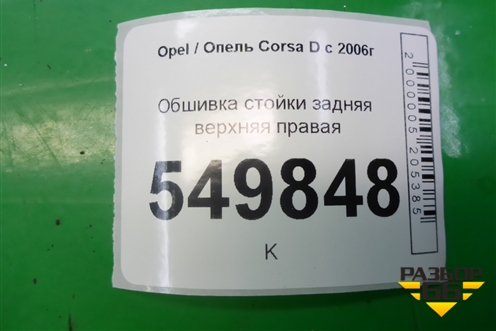 Opel / Опель Corsa D с 2006г
Обшивка стойки задняя
верхняя правая
549848
К
2000005205385
РАЗБОР
66